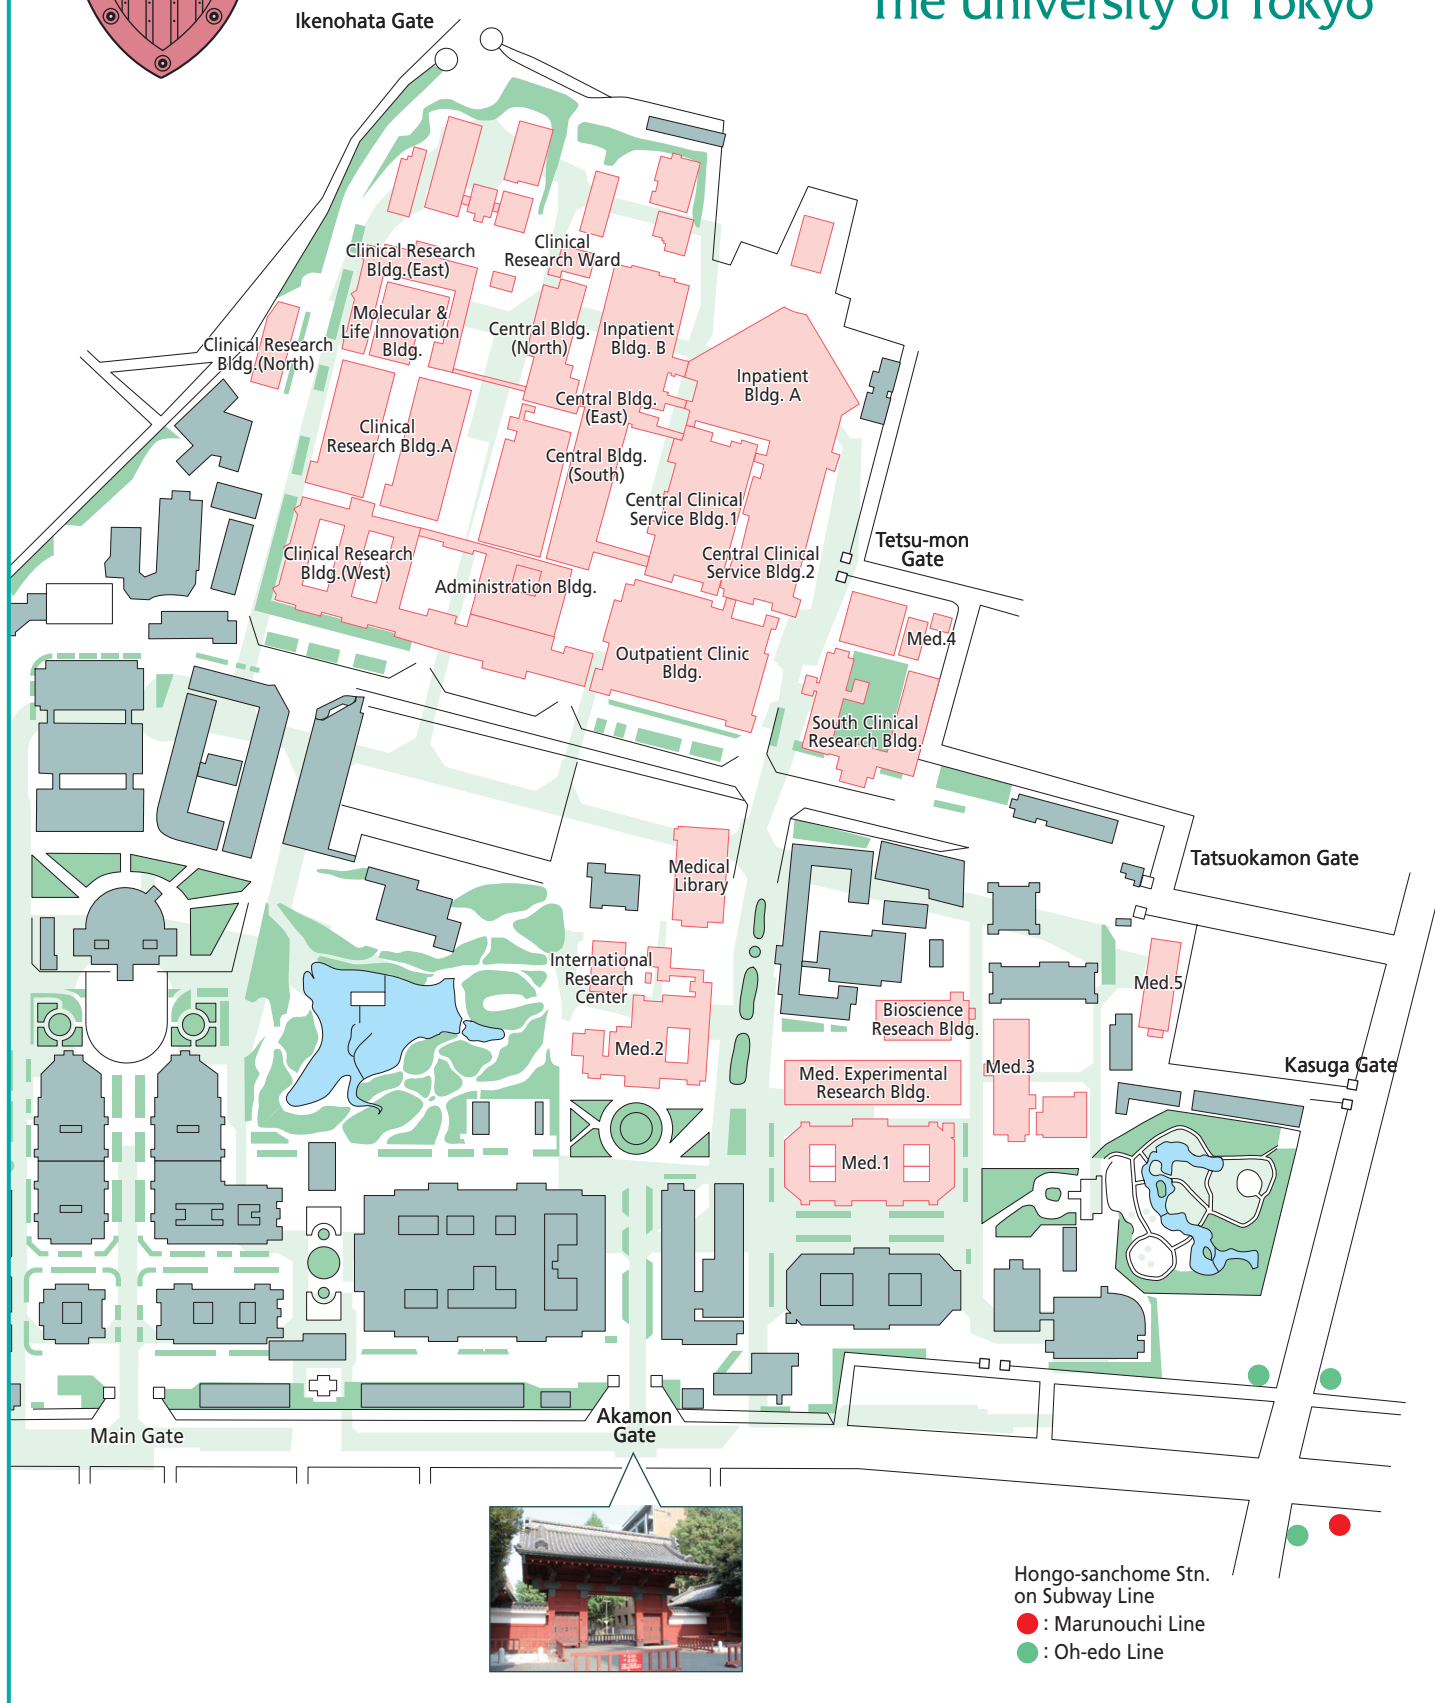 The University of Tokyo
Ikenohata Gate
Clinical Research
Bldg.(East)
Clinical
Research Ward
Molecular &
Life Innovation
Bldg.
Central Bldg.
(North)
Inpatient
Bldg. B
Clinical Research
Bldg.(North)
Inpatient
Bldg. A
Central Bldg.
(East)
Clinical
Research Bldg.A
Central Bldg.
(South)
Central Clinical
Service Bldg.1
Clinical Research
Bldg.(West)
Central Clinical
Service Bldg.2
Tetsu-mon
Gate
Administration Bldg.
Med.4
Outpatient Clinic
Bldg.
South Clinical
Research Bldg.
Medical
Library
Tatsuokamon Gate
International
Research
Center
Med.5
Bioscience
Reseach Bldg.
Med.2
Med.3
Kasuga Gate
Med. Experimental
Research Bldg.
Med.1
Main Gate
Akamon
Gate
Hongo-sanchome Stn.
on Subway Line
: Marunouchi Line
: Oh-edo Line